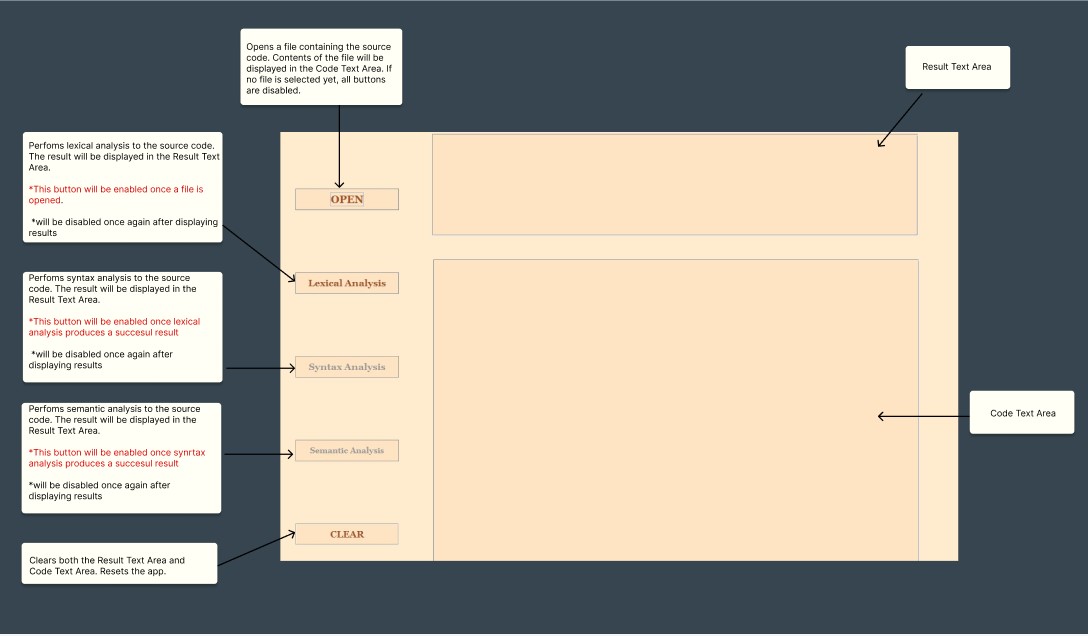 Opens a file containing the source
code. Contents of the file will be
displayed in the Code Text Area. If
no file is selected yet, all buttons
are disabled.
Result Text Area
Perfoms lexical analysis to the source code.
The result will be displayed in the Result Text
Area.
*This button will be enabled once a file is
opened.
*will be disabled once again after displaying
results
OPEN
Lexical Analysis
Perfoms syntax analysis to the source
code. The result will be displayed in the
Result Text Area.
*This button will be enabled once lexical
analysis produces a succesul result
*will be disabled once again after
displaying results
Syntax Analysis
Perfoms semantic analysis to the source
code. The result will be displayed in the
Result Text Area.
*This button will be enabled once synrtax
analysis produces a succesul result
*will be disabled once again after
displaying results
Semantic Analysis
Code Text Area
CLEAR
Clears both the Result Text Area and
Code Text Area. Resets the app.